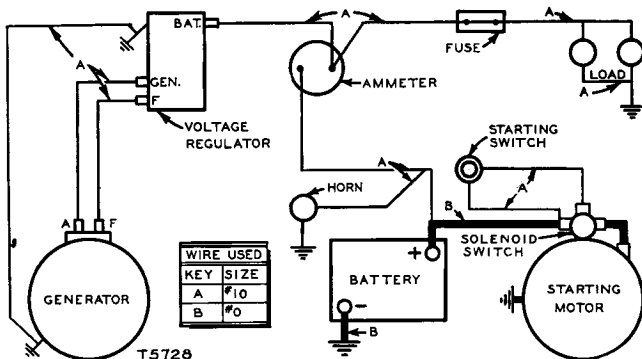 A
BAT.
A
FUSE
A
A
GEN.
F
AMMETER
LOAD
A
VOLTAGE
REGULATOR
STARTING
SWITCH
A
HORN
A
B
SOLENOID
SWITCH
A F
+
WIRE USED
KEY SIZE
A #10
B #0
BATTERY
GENERATOR
STARTING
MOTOR
-
B
T5728